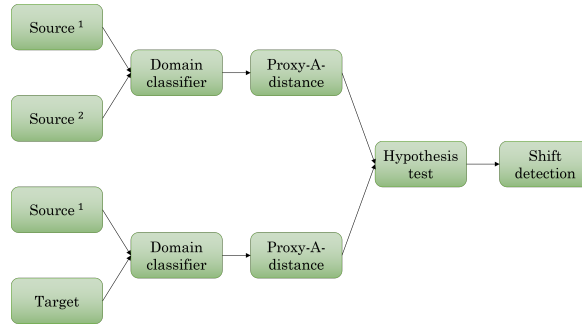 Source 1
Source 2
Domain
classifier
Proxy-A-
distance
Hypothesis
test
Shift
detection
Source 1
Target
Domain
classifier
Proxy-A-
distance